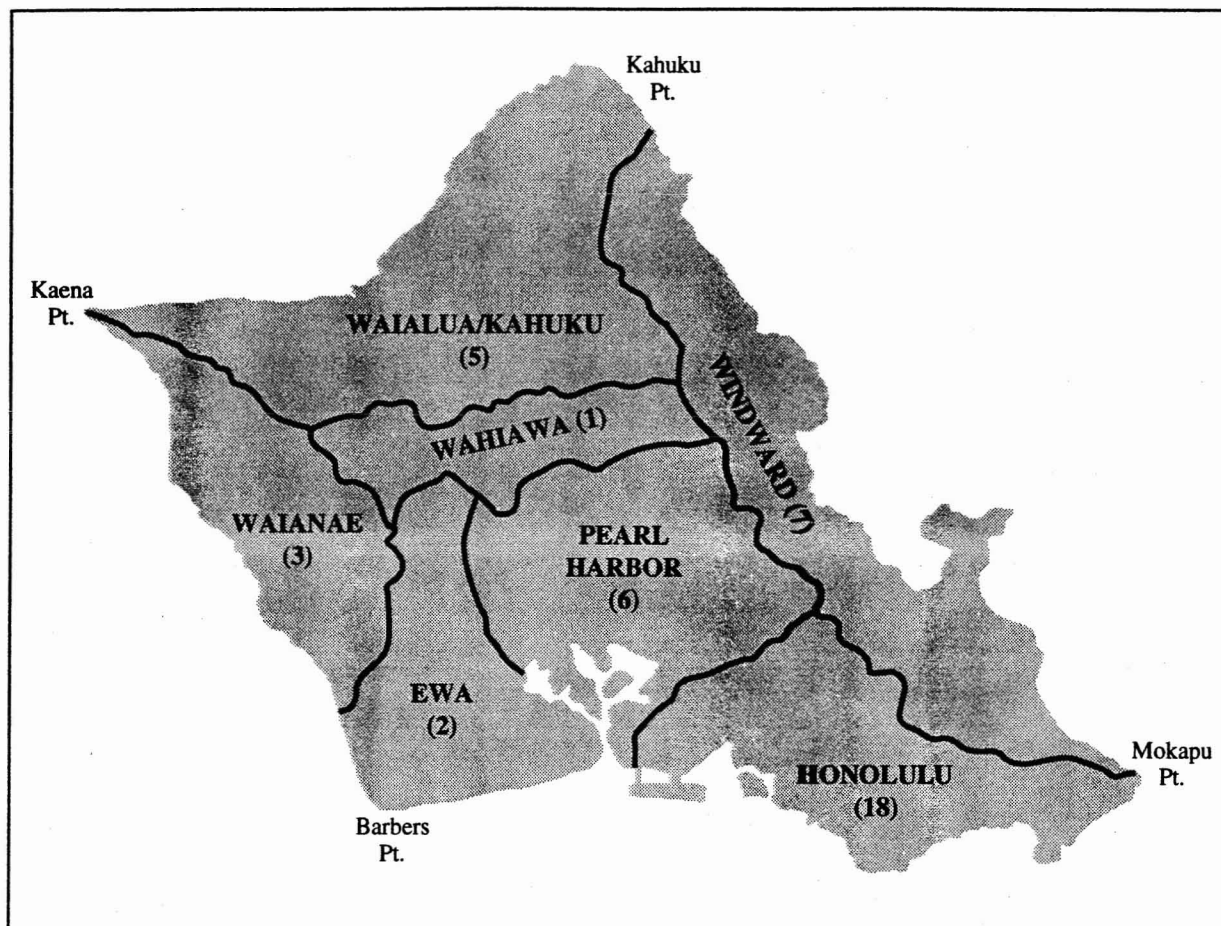 Kahuku
Pt.
Kaena
Pt.
WAIALUA/KAHUKU
(5)
WINDWARD (7)
WAHIAWA (1)
WAIANAE
(3)
PEARL
HARBOR
(6)
EWA
(2)
HONOLULU
(18)
Mokapu
Pt.
Barbers
Pt.